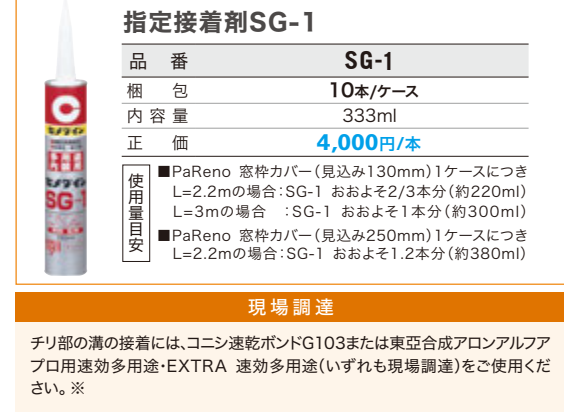 指定接着剤SG-1
品番 SG-1
梱包 10本/ケース
内容量 333ml
正価 4,000円/本
使用量目安
■PaReno 窓枠カバー（見込み130mm）1ケースにつき
L=2.2mの場合：SG-1 おおよそ2/3本分（約220ml）
L=3mの場合　：SG-1 おおよそ1本分（約300ml）
■PaReno 窓枠カバー（見込み250mm）1ケースにつき
L=2.2mの場合：SG-1 おおよそ1.2本分（約380ml）
セメダイン
SG-1
現場調達
チリ部の溝の接着には、コニシ速乾ボンドG103または東亞合成アロンアルフア
プロ用速効多用途・EXTRA 速効多用途（いずれも現場調達）をご使用くだ
さい。※